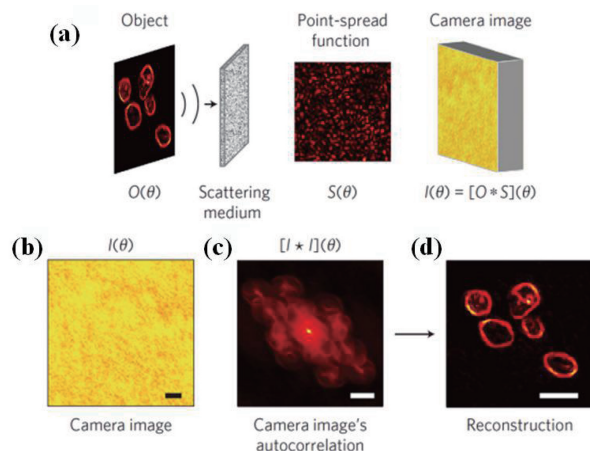 (a)
Object
Point-spread
function
Camera image
O(θ)
Scattering
medium
S(θ)
I(θ) = [O * S](θ)
(b)
I(θ)
(c)
[I ⋆ I](θ)
(d)
Camera image
Camera image's
autocorrelation
Reconstruction